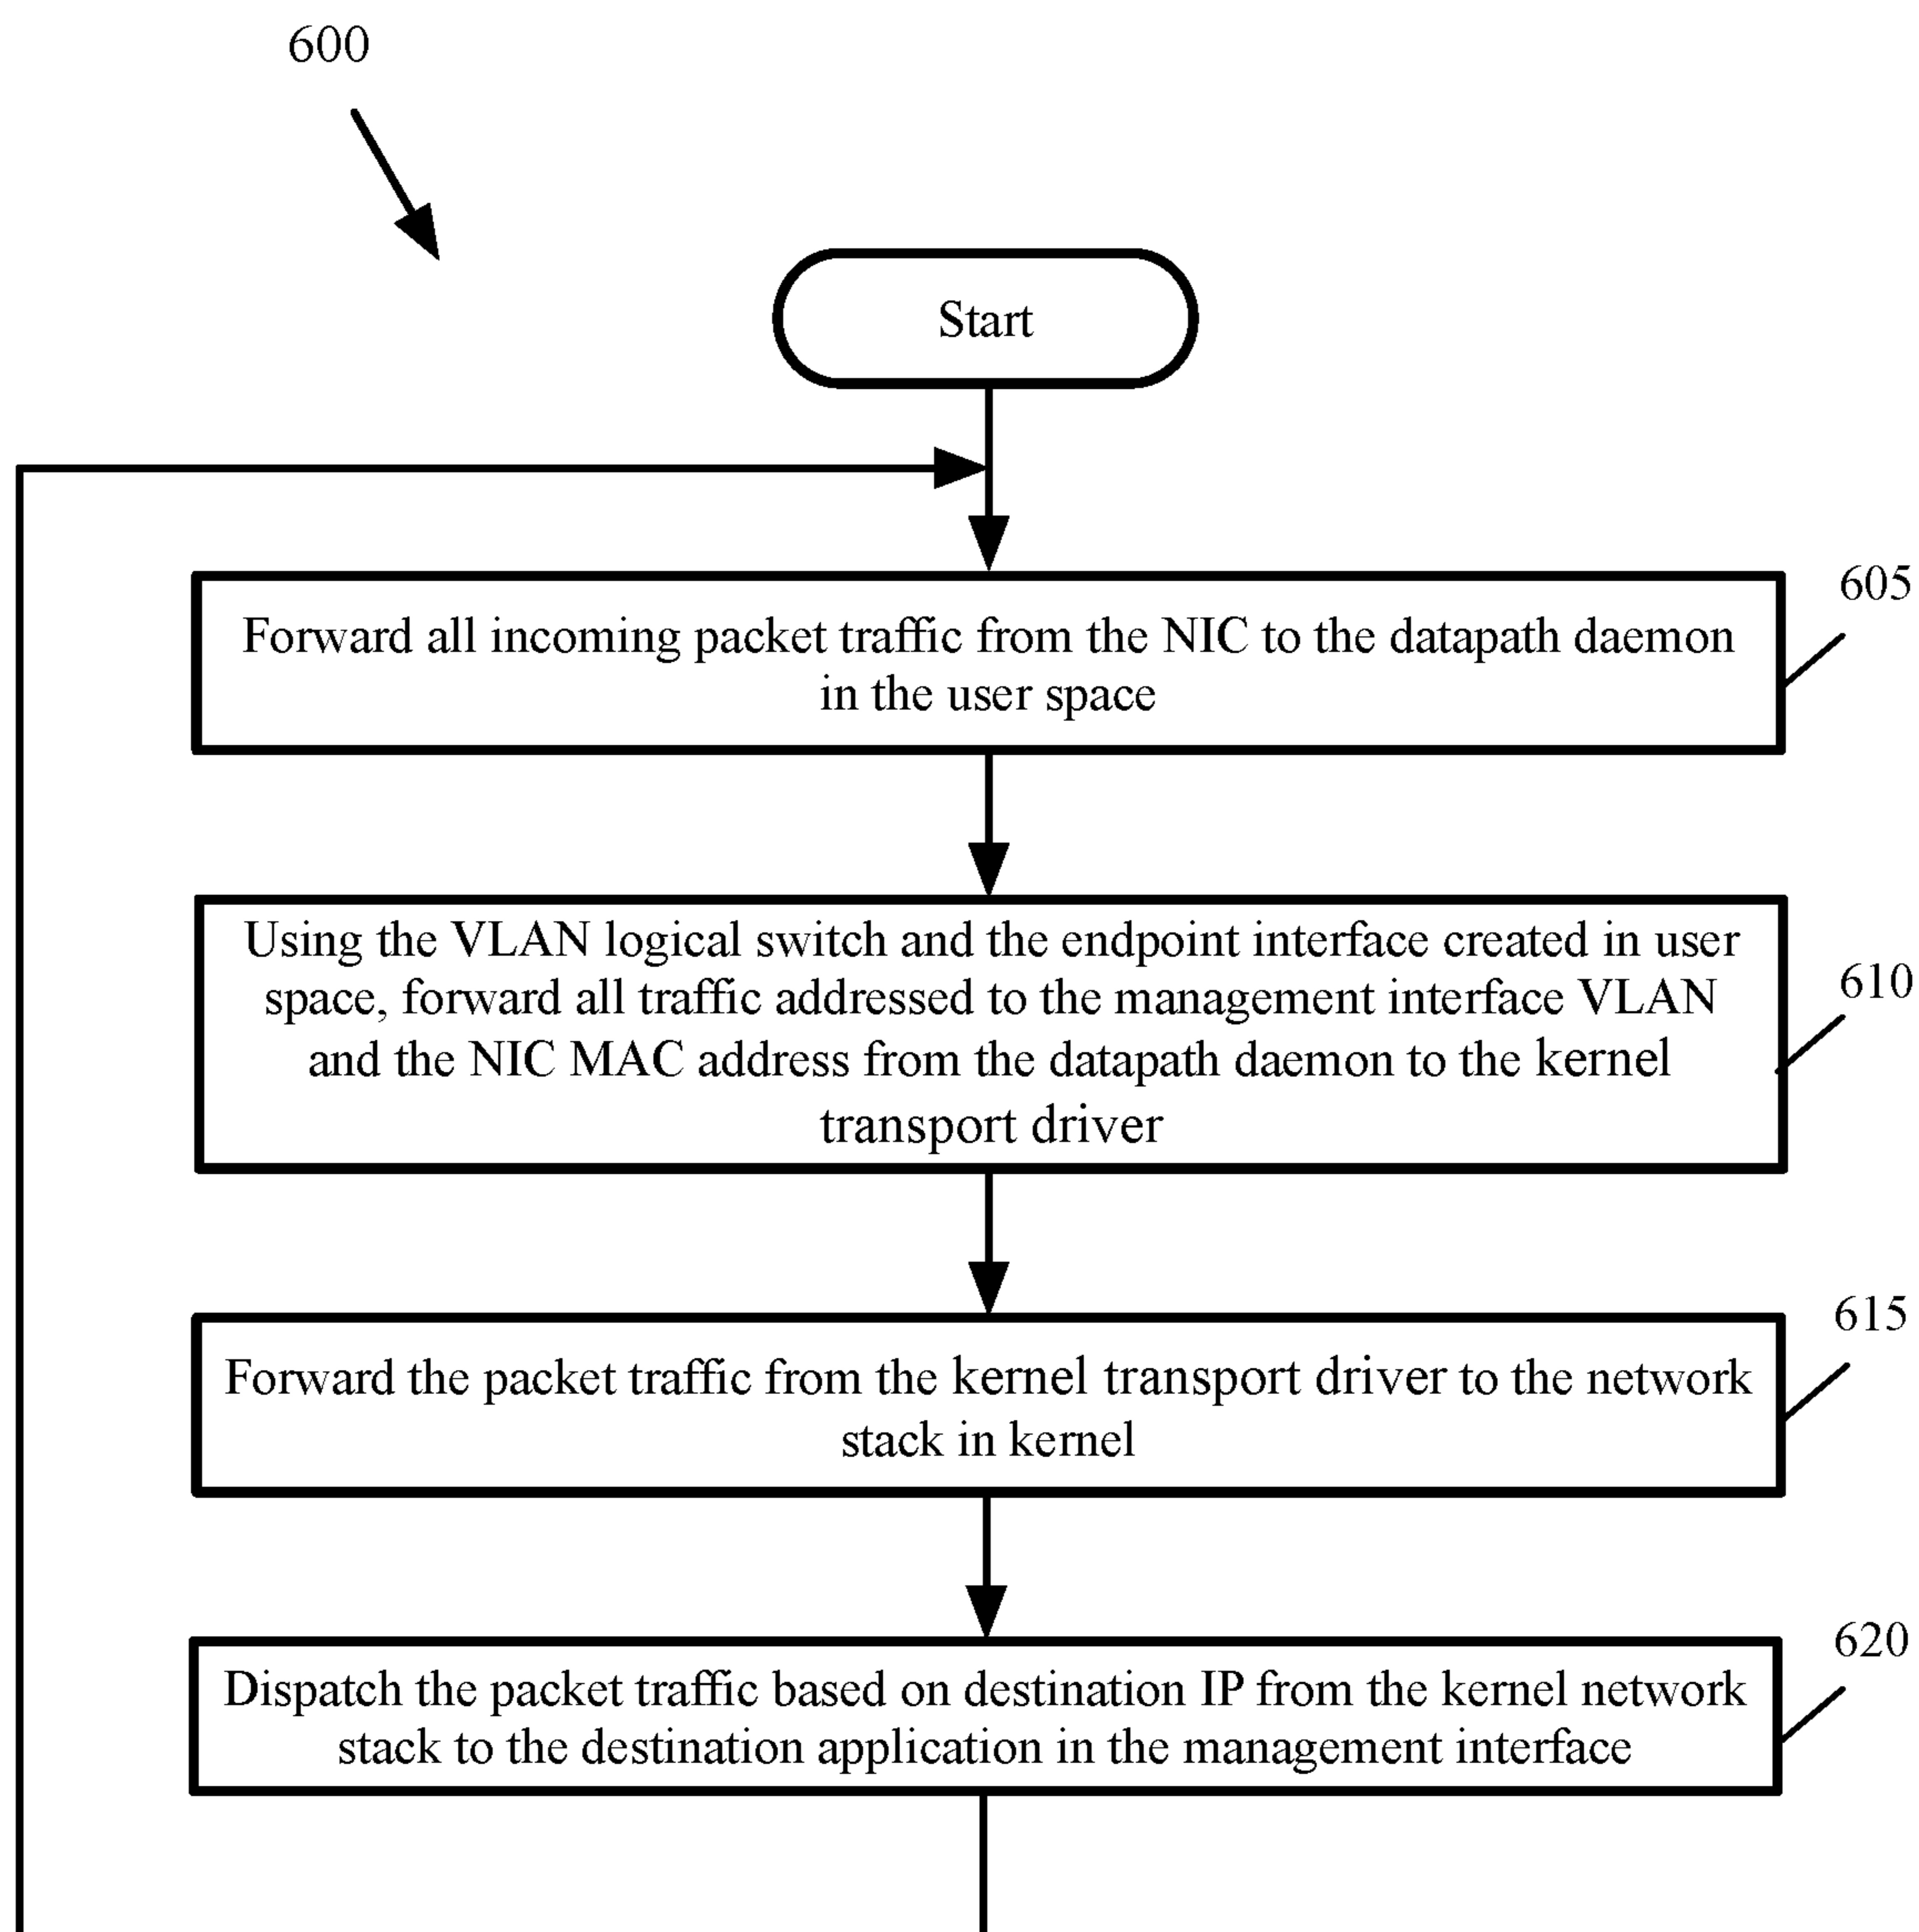 600
Start
605
Forward all incoming packet traffic from the NIC to the datapath daemon
in the user space
610
Using the VLAN logical switch and the endpoint interface created in user
space, forward all traffic addressed to the management interface VLAN
and the NIC MAC address from the datapath daemon to the kernel
transport driver
615
Forward the packet traffic from the kernel transport driver to the network
stack in kernel
620
Dispatch the packet traffic based on destination IP from the kernel network
stack to the destination application in the management interface